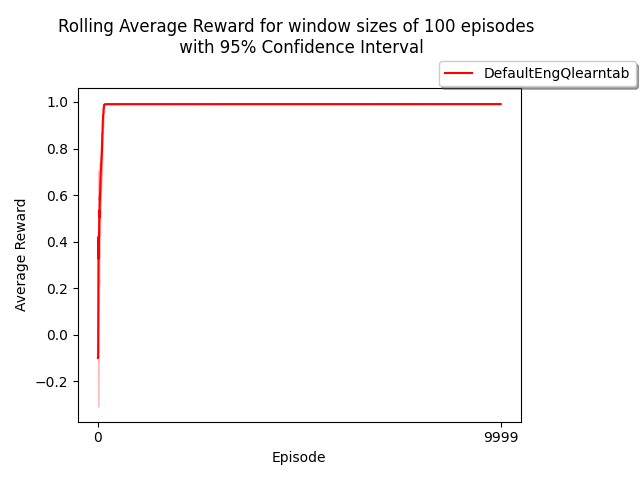 Rolling Average Reward for window sizes of 100 episodes
with 95% Confidence Interval
DefaultEngQlearntab
1.0
0.8
0.6
0.4
0.2
0.0
−0.2
Average Reward
0
9999
Episode